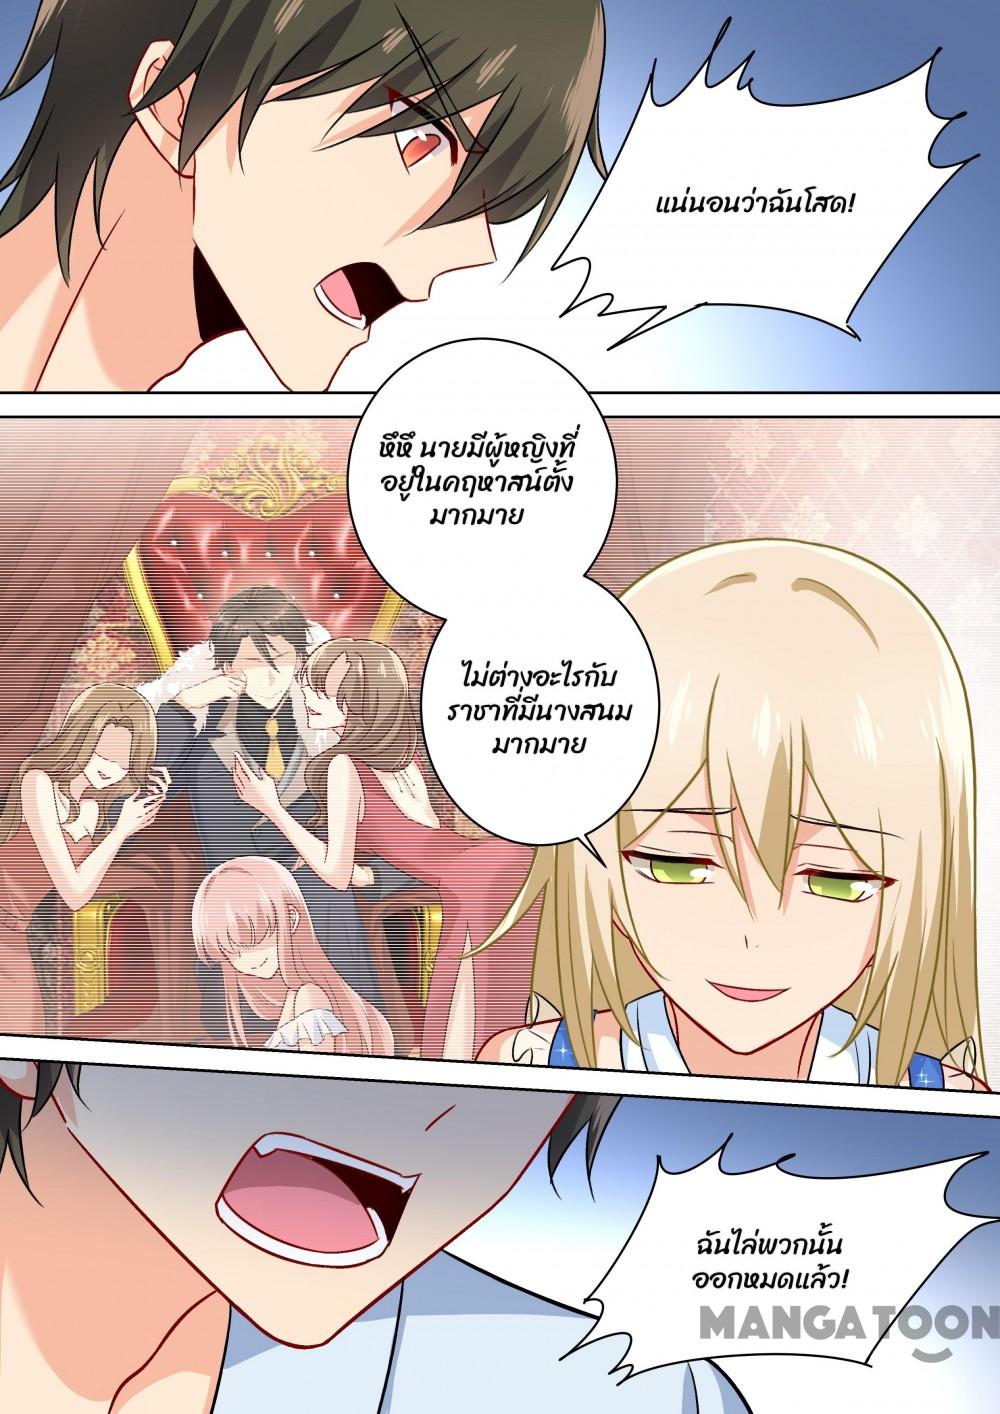 แน่นอนว่าฉันโสด!
หึหึ นายมีผู้หญิงที่
อยู่ในคฤหาสน์ตั้ง
มากมาย
ไม่ต่างอะไรกับ
ราชาที่มีนางสนม
มากมาย
ฉันไล่พวกนั้น
ออกหมดแล้ว!
MANGATOON